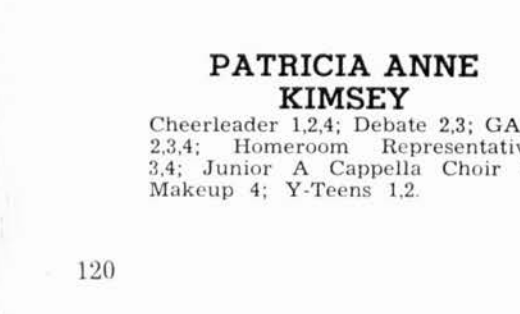 PATRICIA ANNE
KIMSEY
Cheerleader 1,2,4; Debate 2,3; GA
2,3,4; Homeroom Representativ
3,4; Junior A Cappella Choir
Makeup 4; Y-Teens 1,2.
120